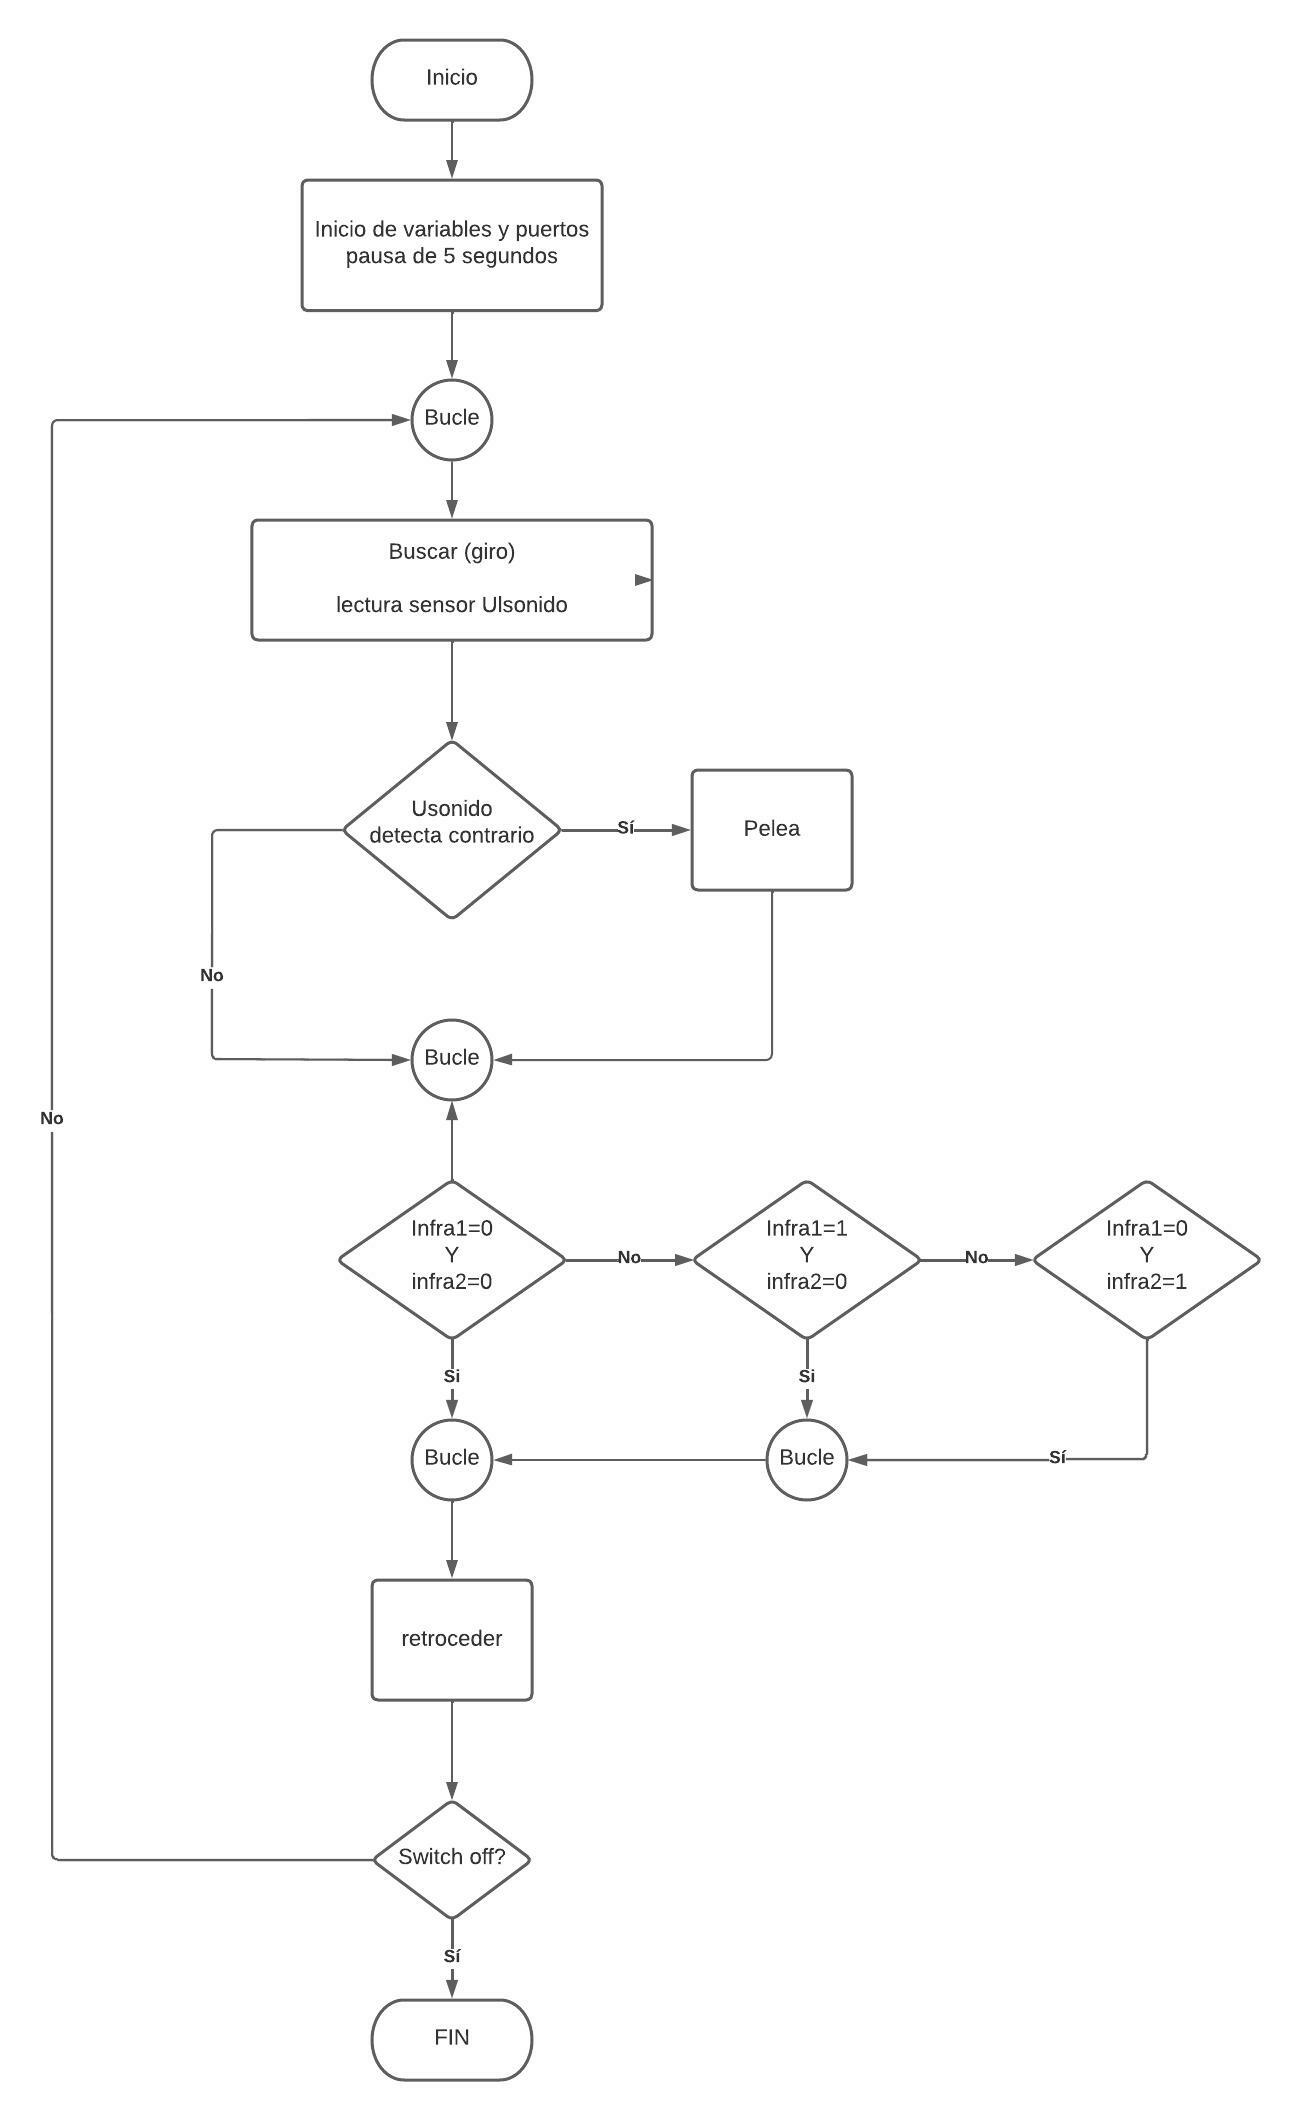 Inicio
Inicio de variables y puertos
pausa de 5 segundos
Bucle
Buscar (giro)
lectura sensor Ulsonido
Usonido
detecta contrario
Sí
Pelea
No
Bucle
No
Infra1=0
Y
infra2=0
No
Infra1=1
Y
infra2=0
No
Infra1=0
Y
infra2=1
Si
Si
Bucle
Bucle
Sí
retroceder
Switch off?
Sí
FIN